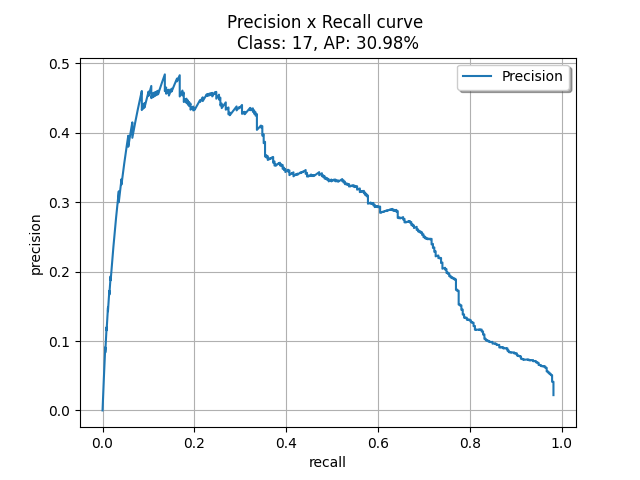 Precision x Recall curve
Class: 17, AP: 30.98%
Precision
0.5
0.4
0.3
0.2
0.1
0.0
precision
0.0 0.2 0.4 0.6 0.8 1.0
recall